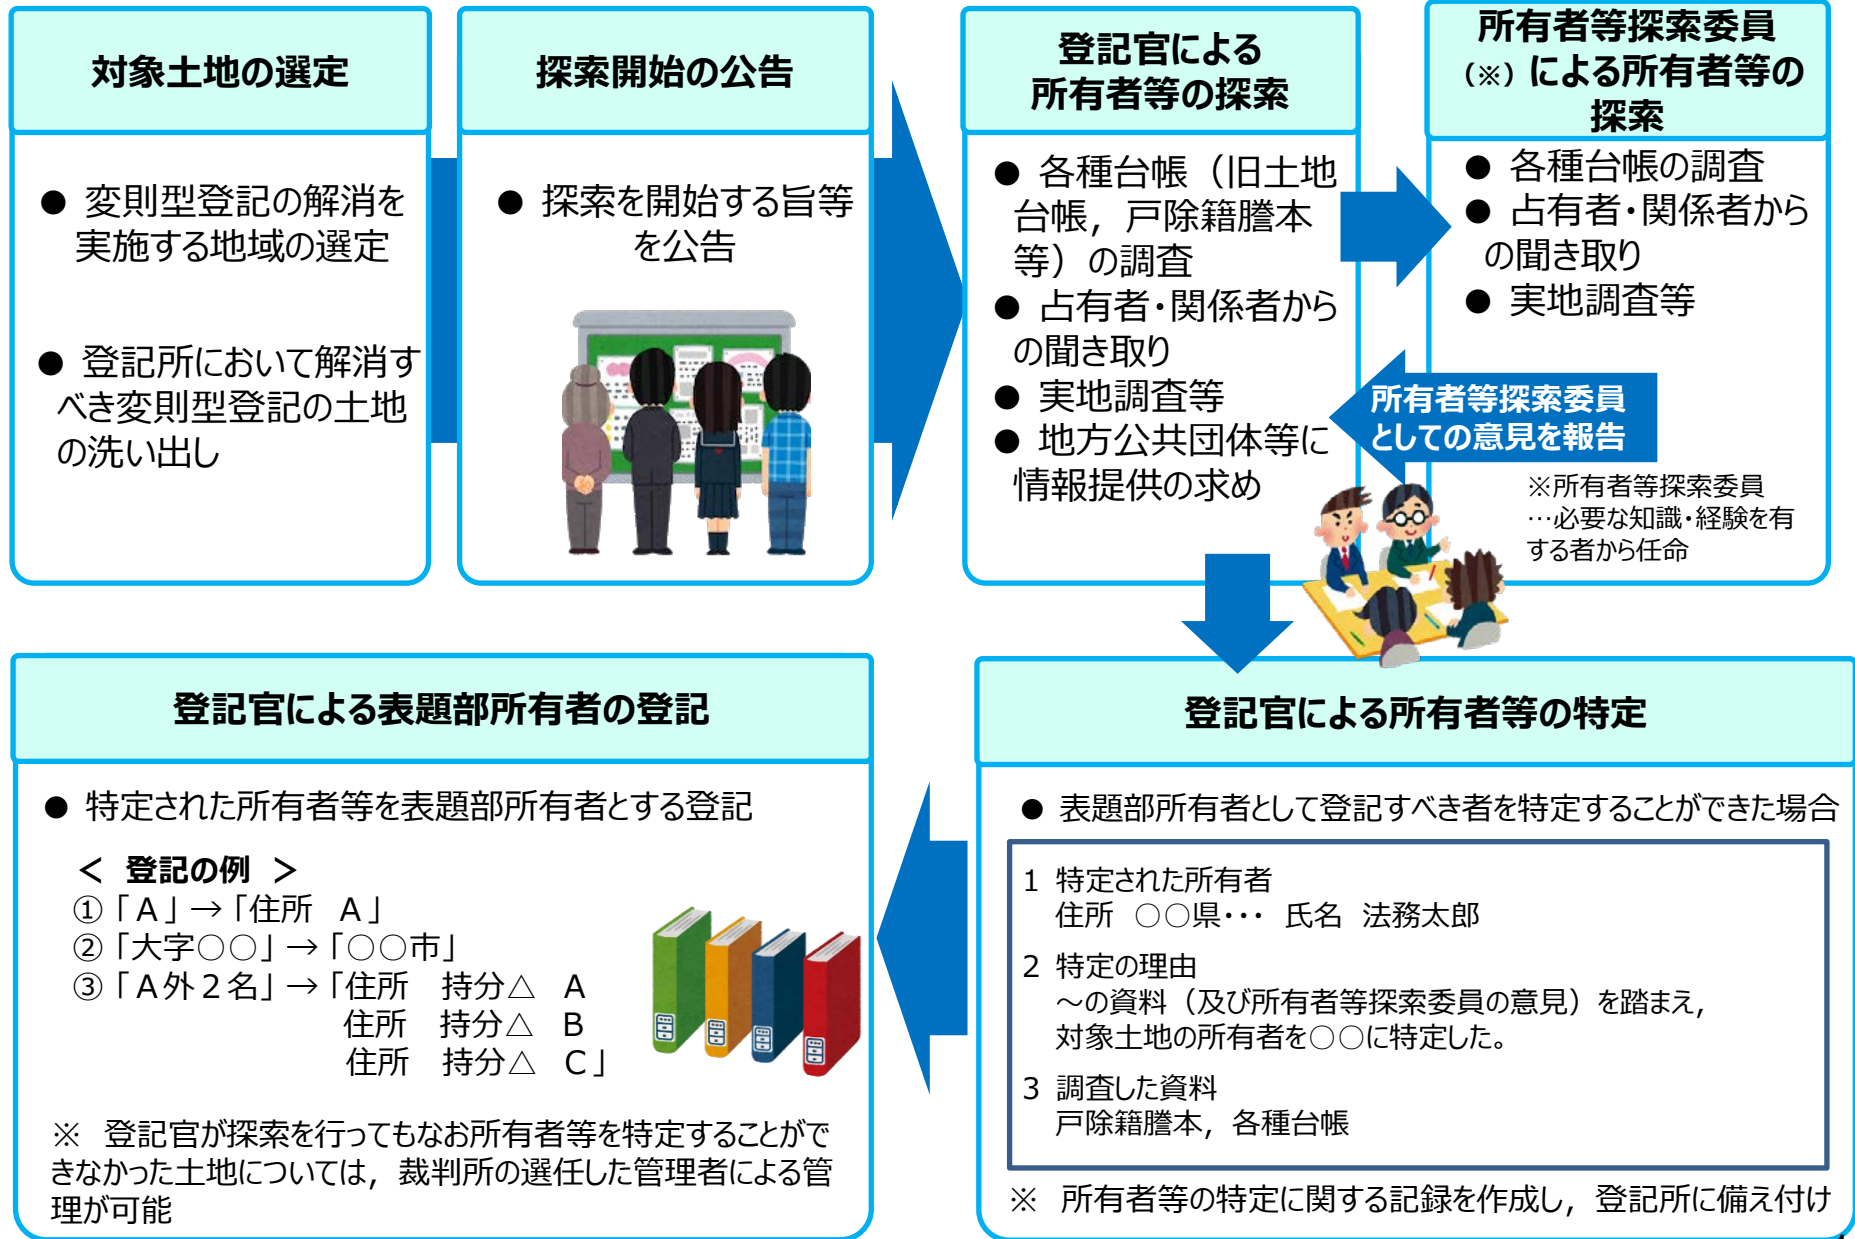 対象土地の選定
● 変則型登記の解消を
実施する地域の選定
● 登記所において解消す
べき変則型登記の土地
の洗い出し
探索開始の公告
● 探索を開始する旨等
を公告
登記官による
所有者等の探索
● 各種台帳（旧土地
台帳，戸除籍謄本
等）の調査
● 占有者・関係者から
の聞き取り
● 実地調査等
● 地方公共団体等に
情報提供の求め
所有者等探索委員
（※）による所有者等の
探索
● 各種台帳の調査
● 占有者・関係者から
の聞き取り
● 実地調査等
所有者等探索委員
としての意見を報告
※所有者等探索委員
…必要な知識・経験を有
する者から任命
登記官による所有者等の特定
● 表題部所有者として登記すべき者を特定することができた場合
1 特定された所有者
住所 ○○県･･･ 氏名 法務太郎
2 特定の理由
～の資料（及び所有者等探索委員の意見）を踏まえ，
対象土地の所有者を○○に特定した。
3 調査した資料
戸除籍謄本，各種台帳
※ 所有者等の特定に関する記録を作成し，登記所に備え付け
登記官による表題部所有者の登記
● 特定された所有者等を表題部所有者とする登記
＜ 登記の例 ＞
①「Ａ」→「住所 Ａ」
②「大字○○」→「○○市」
③「Ａ外２名」→「住所 持分△ Ａ
住所 持分△ Ｂ
住所 持分△ Ｃ」
※ 登記官が探索を行ってもなお所有者等を特定することがで
きなかった土地については，裁判所の選任した管理者による管
理が可能